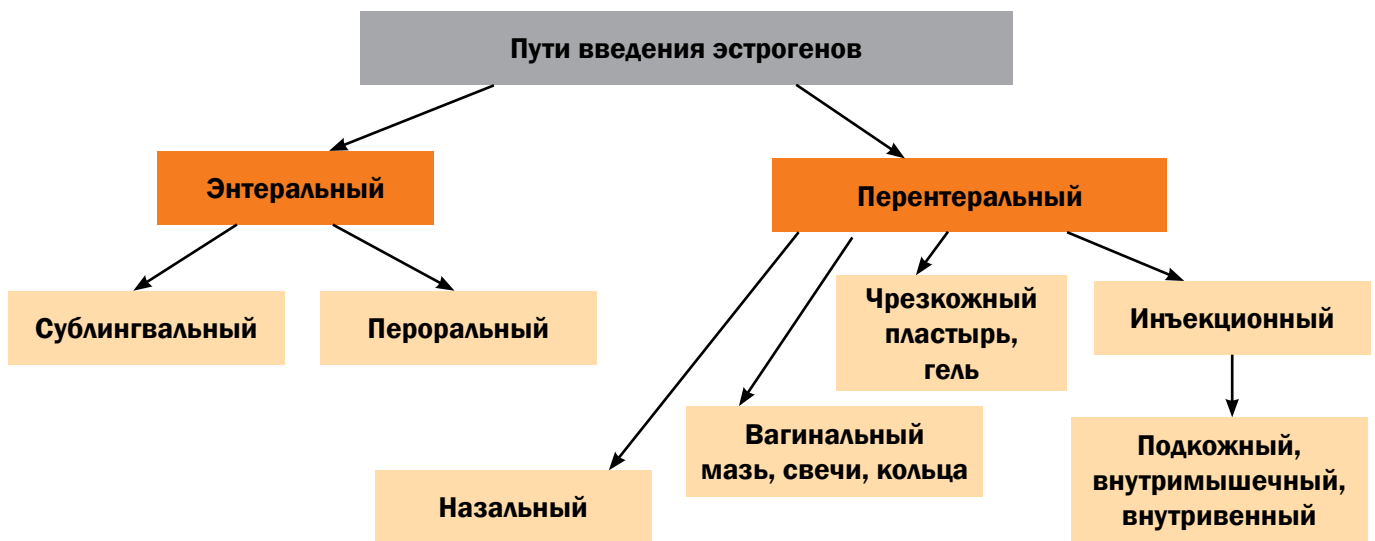 Пути введения эстрогенов
Энтеральный
Перентеральный
Сублингвальный
Пероральный
Чрезкожный
пластырь,
гель
Инъекционный
Назальный
Вагинальный
мазь, свечи, кольца
Подкожный,
внутримышечный,
внутривенный